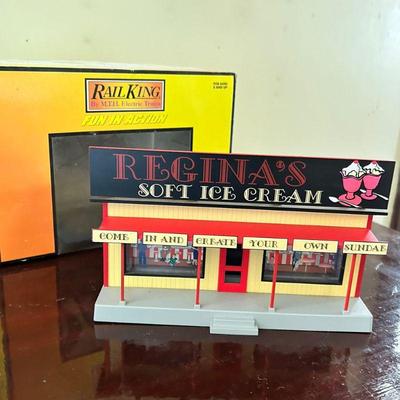 RAILKING
By M.T.H. Electric Trains
FUN IN ACTION
REGINA'S
SOFT ICE CREAM
COME IN AND CREATE YOUR OWN SUNDAE